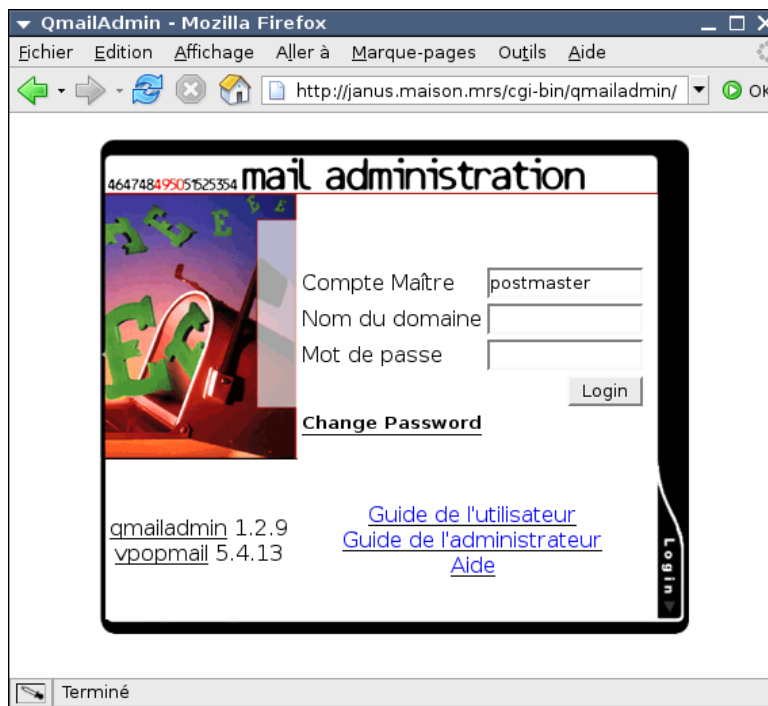 QmailAdmin - Mozilla Firefox
Fichier Edition Affichage Aller à Marque-pages Outils Aide
http://janus.maison.mrs/cgi-bin/qmailadmin/ OK
464748495051525354 mail administration
Compte Maître postmaster
Nom du domaine
Mot de passe
Login
Change Password
qmailadmin 1.2.9
vpopmail 5.4.13
Guide de l'utilisateur
Guide de l'administrateur
Aide
Login
Terminé